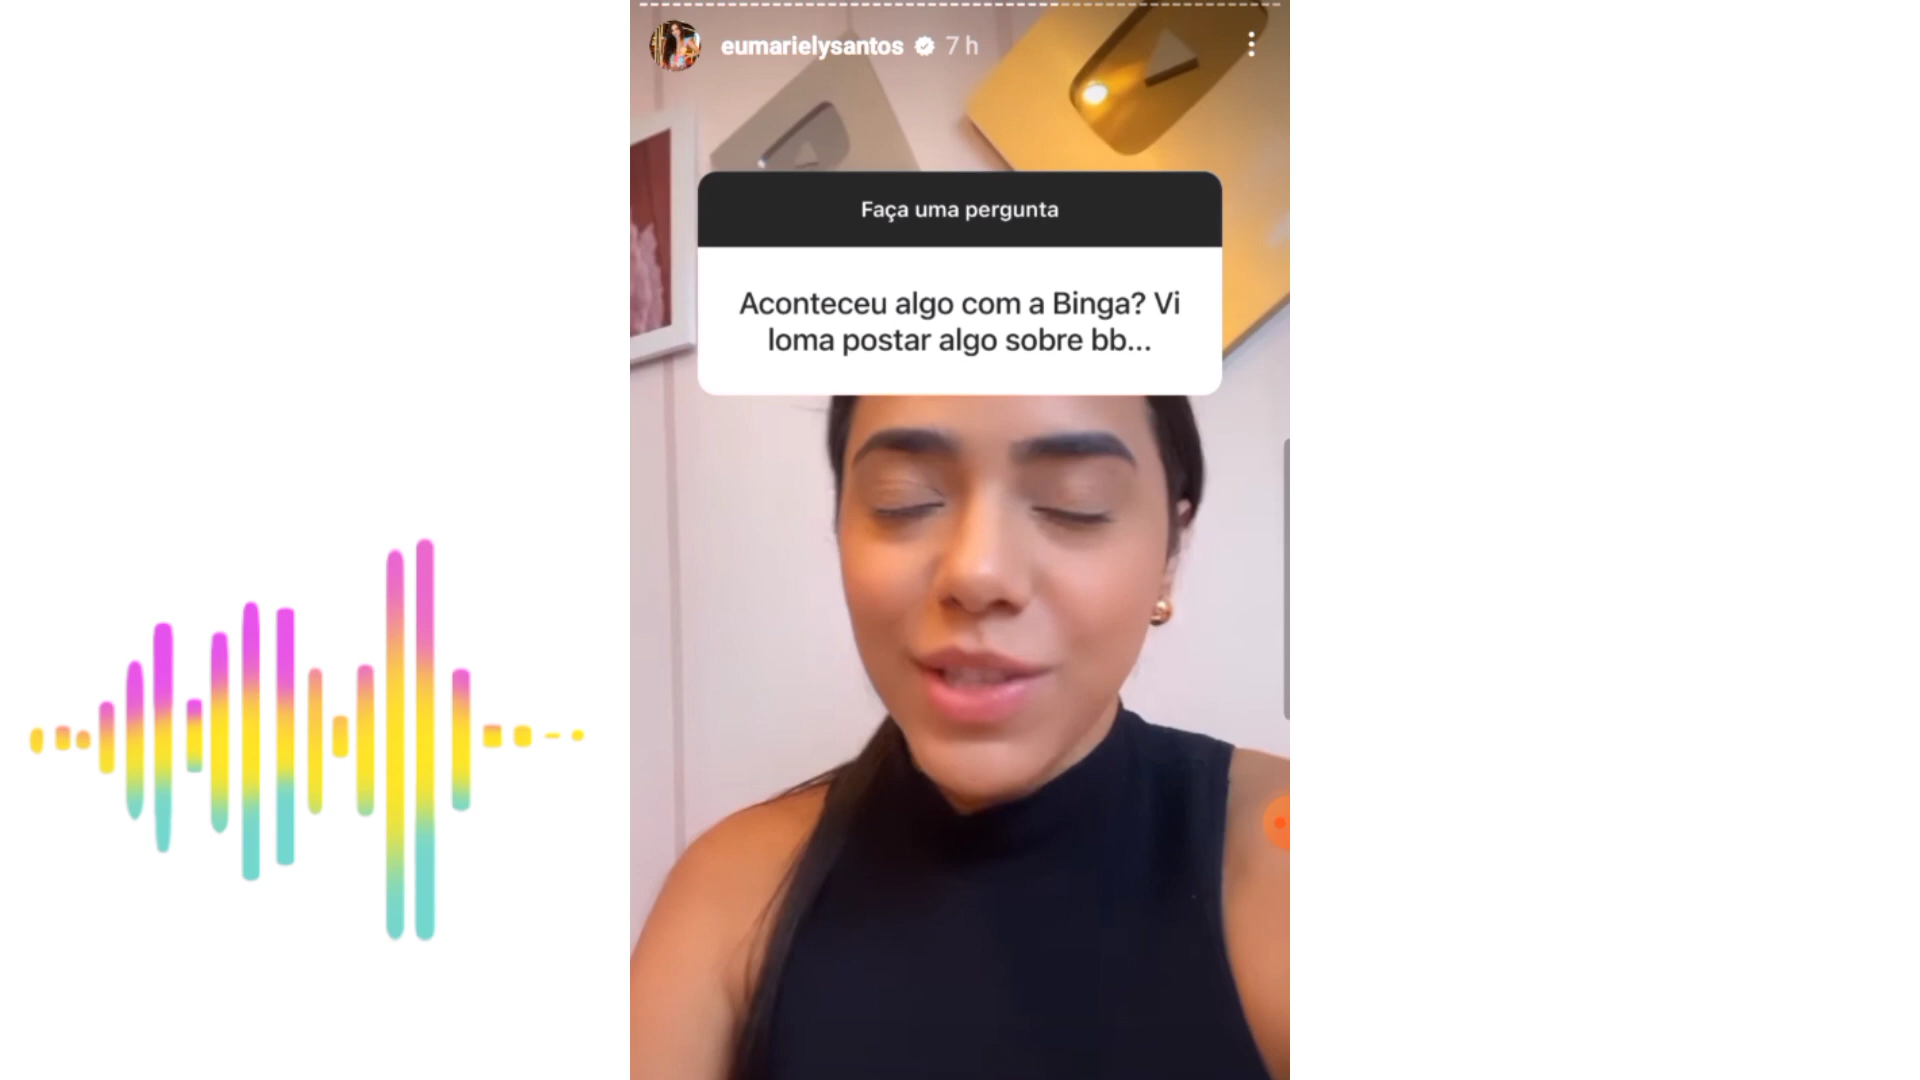 eumarielysantos 7 h
Faça uma pergunta
Aconteceu algo com a Binga? Vi
loma postar algo sobre bb...